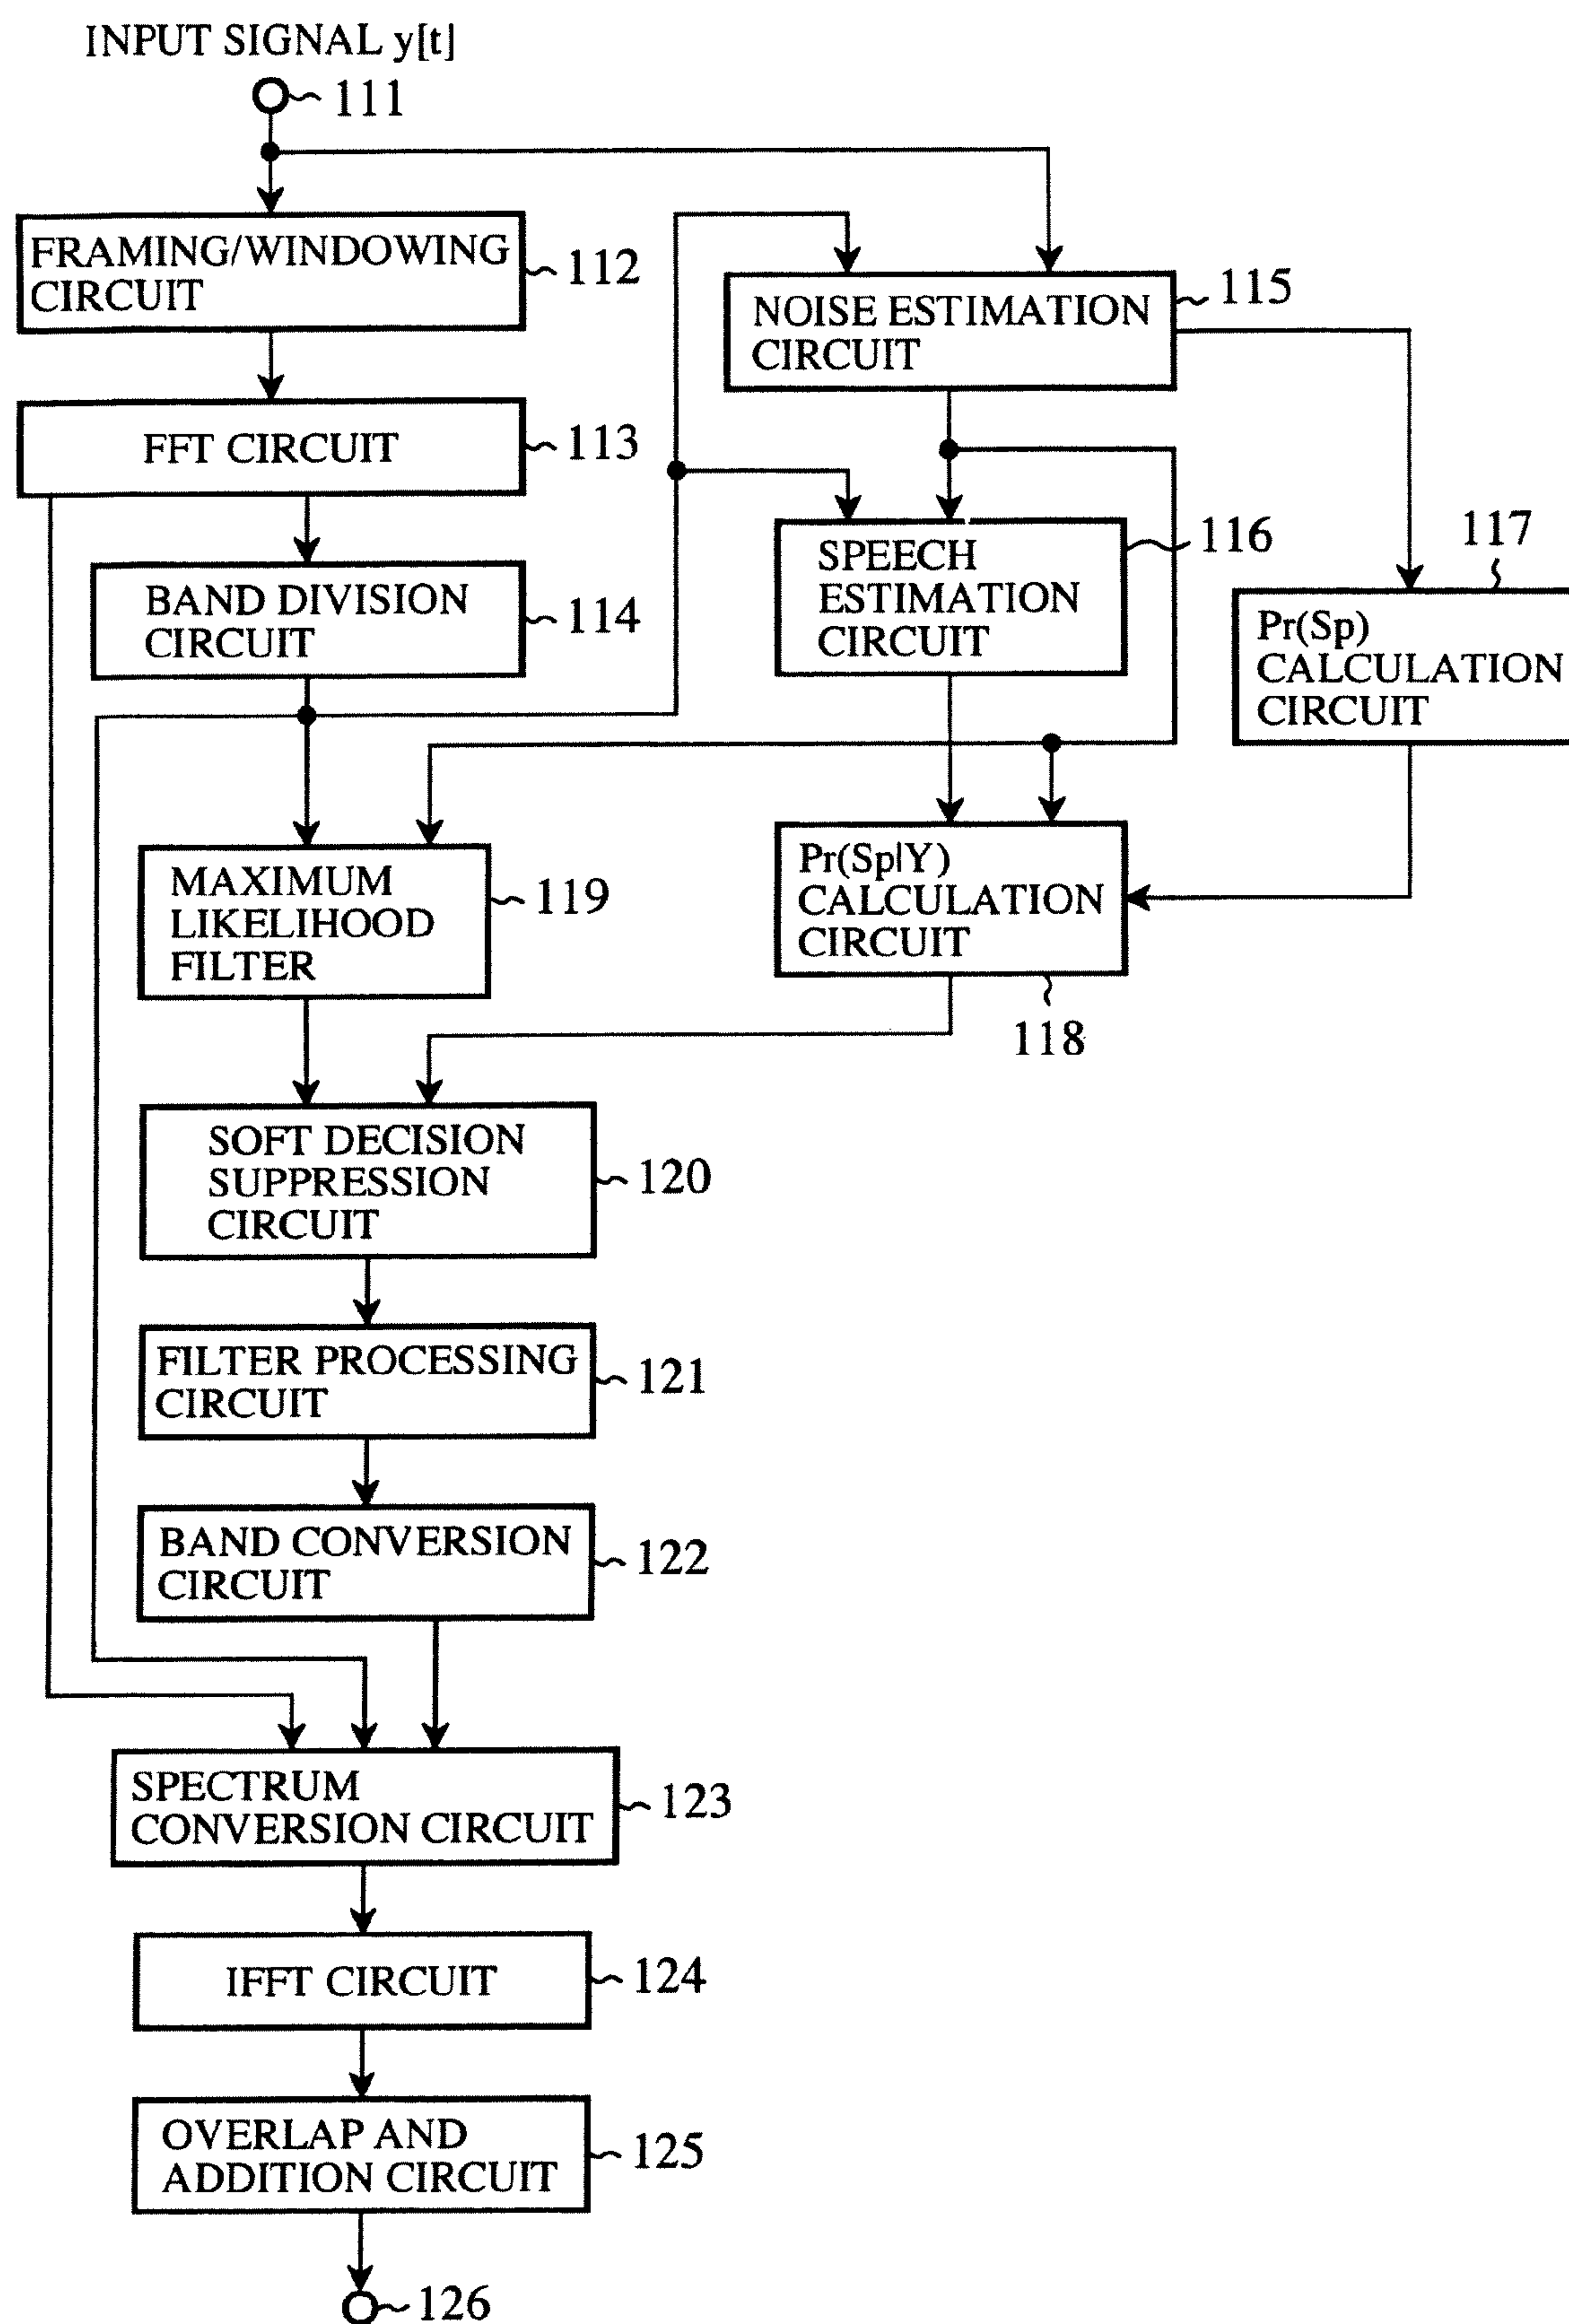 INPUT SIGNAL y[t]
111
FRAMING/WINDOWING
CIRCUIT
112
NOISE ESTIMATION
CIRCUIT
115
FFT CIRCUIT
113
SPEECH
ESTIMATION
CIRCUIT
116
117
Pr(Sp)
CALCULATION
CIRCUIT
BAND DIVISION
CIRCUIT
114
MAXIMUM
LIKELIHOOD
FILTER
119
Pr(Sp|Y)
CALCULATION
CIRCUIT
118
SOFT DECISION
SUPPRESSION
CIRCUIT
120
FILTER PROCESSING
CIRCUIT
121
BAND CONVERSION
CIRCUIT
122
SPECTRUM
CONVERSION CIRCUIT
123
IFFT CIRCUIT
124
OVERLAP AND
ADDITION CIRCUIT
125
126